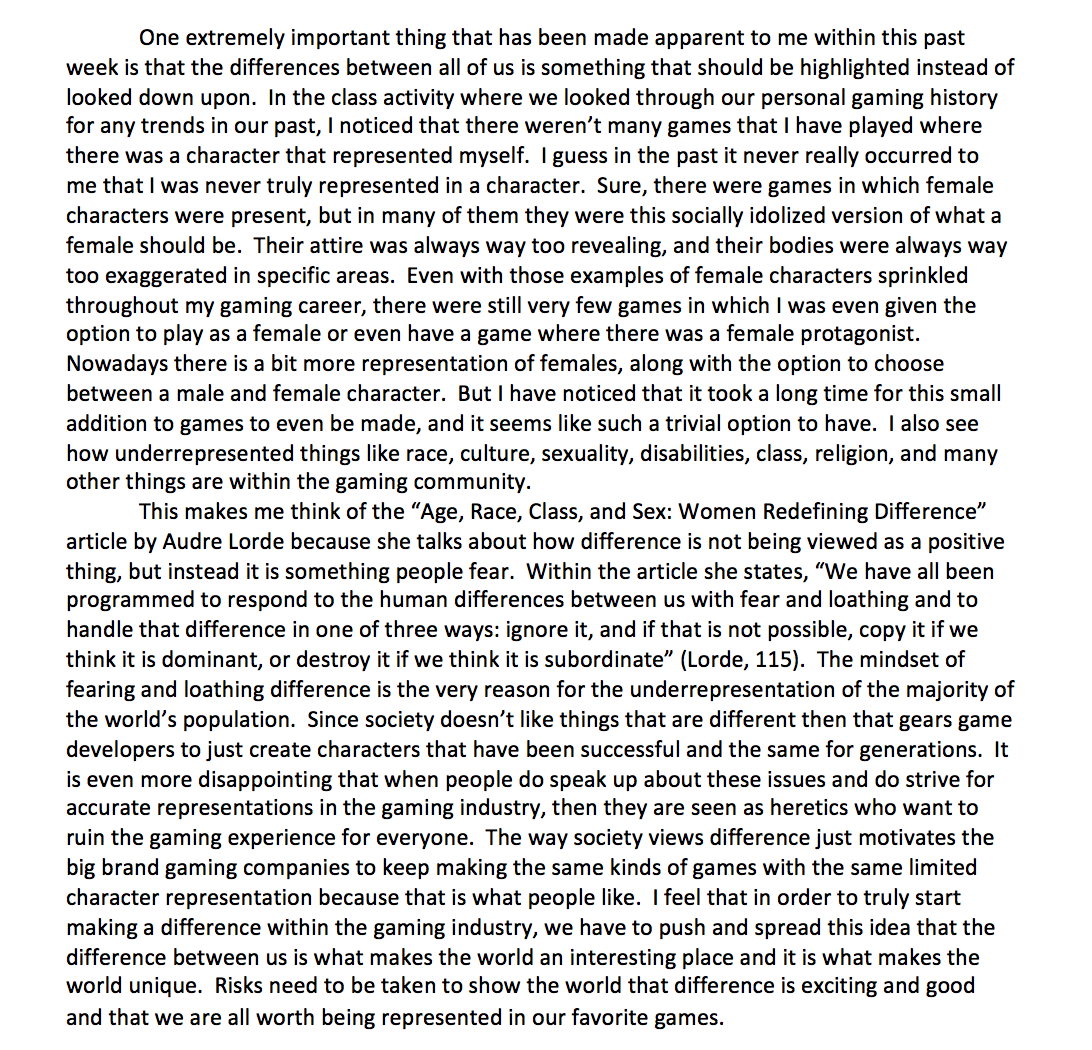 One extremely important thing that has been made apparent to me within this past
week is that the differences between all of us is something that should be highlighted instead of
looked down upon.  In the class activity where we looked through our personal gaming history
for any trends in our past, I noticed that there weren’t many games that I have played where
there was a character that represented myself.  I guess in the past it never really occurred to
me that I was never truly represented in a character.  Sure, there were games in which female
characters were present, but in many of them they were this socially idolized version of what a
female should be.  Their attire was always way too revealing, and their bodies were always way
too exaggerated in specific areas.  Even with those examples of female characters sprinkled
throughout my gaming career, there were still very few games in which I was even given the
option to play as a female or even have a game where there was a female protagonist.
Nowadays there is a bit more representation of females, along with the option to choose
between a male and female character.  But I have noticed that it took a long time for this small
addition to games to even be made, and it seems like such a trivial option to have.  I also see
how underrepresented things like race, culture, sexuality, disabilities, class, religion, and many
other things are within the gaming community.
This makes me think of the “Age, Race, Class, and Sex: Women Redefining Difference”
article by Audre Lorde because she talks about how difference is not being viewed as a positive
thing, but instead it is something people fear.  Within the article she states, “We have all been
programmed to respond to the human differences between us with fear and loathing and to
handle that difference in one of three ways: ignore it, and if that is not possible, copy it if we
think it is dominant, or destroy it if we think it is subordinate” (Lorde, 115).  The mindset of
fearing and loathing difference is the very reason for the underrepresentation of the majority of
the world’s population.  Since society doesn’t like things that are different then that gears game
developers to just create characters that have been successful and the same for generations.  It
is even more disappointing that when people do speak up about these issues and do strive for
accurate representations in the gaming industry, then they are seen as heretics who want to
ruin the gaming experience for everyone.  The way society views difference just motivates the
big brand gaming companies to keep making the same kinds of games with the same limited
character representation because that is what people like.  I feel that in order to truly start
making a difference within the gaming industry, we have to push and spread this idea that the
difference between us is what makes the world an interesting place and it is what makes the
world unique.  Risks need to be taken to show the world that difference is exciting and good
and that we are all worth being represented in our favorite games.